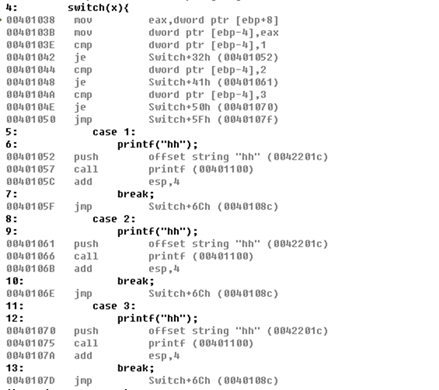 4:        switch(x){
00401038   mov         eax,dword ptr [ebp+8]
0040103B   mov         dword ptr [ebp-4],eax
0040103E   cmp         dword ptr [ebp-4],1
00401042   je          Switch+32h (00401052)
00401044   cmp         dword ptr [ebp-4],2
00401048   je          Switch+41h (00401061)
0040104A   cmp         dword ptr [ebp-4],3
0040104E   je          Switch+50h (00401070)
00401050   jmp         Switch+5Fh (0040107f)
5:            case 1:
6:                printf("hh");
00401052   push        offset string "hh" (0042201c)
00401057   call        printf (00401100)
0040105C   add         esp,4
7:                break;
0040105F   jmp         Switch+6Ch (0040108c)
8:            case 2:
9:                printf("hh");
00401061   push        offset string "hh" (0042201c)
00401066   call        printf (00401100)
0040106B   add         esp,4
10:               break;
0040106E   jmp         Switch+6Ch (0040108c)
11:           case 3:
12:               printf("hh");
00401070   push        offset string "hh" (0042201c)
00401075   call        printf (00401100)
0040107A   add         esp,4
13:               break;
0040107D   jmp         Switch+6Ch (0040108c)